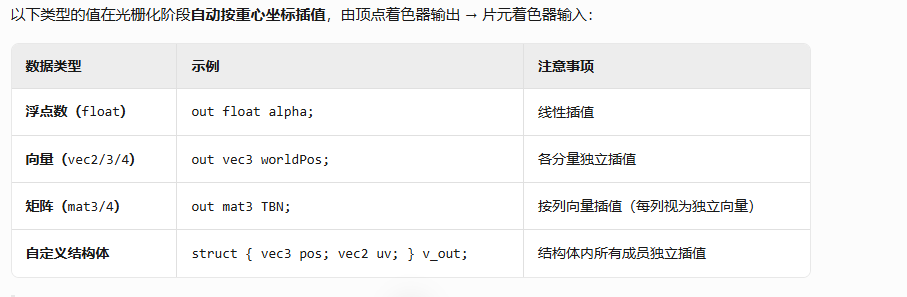 以下类型的值在光栅化阶段自动按重心坐标插值，由顶点着色器输出 → 片元着色器输入：
数据类型 示例 注意事项
浮点数（float） out float alpha; 线性插值
向量（vec2/3/4） out vec3 worldPos; 各分量独立插值
矩阵（mat3/4） out mat3 TBN; 按列向量插值（每列视为独立向量）
自定义结构体 struct { vec3 pos; vec2 uv; } v_out; 结构体内所有成员独立插值